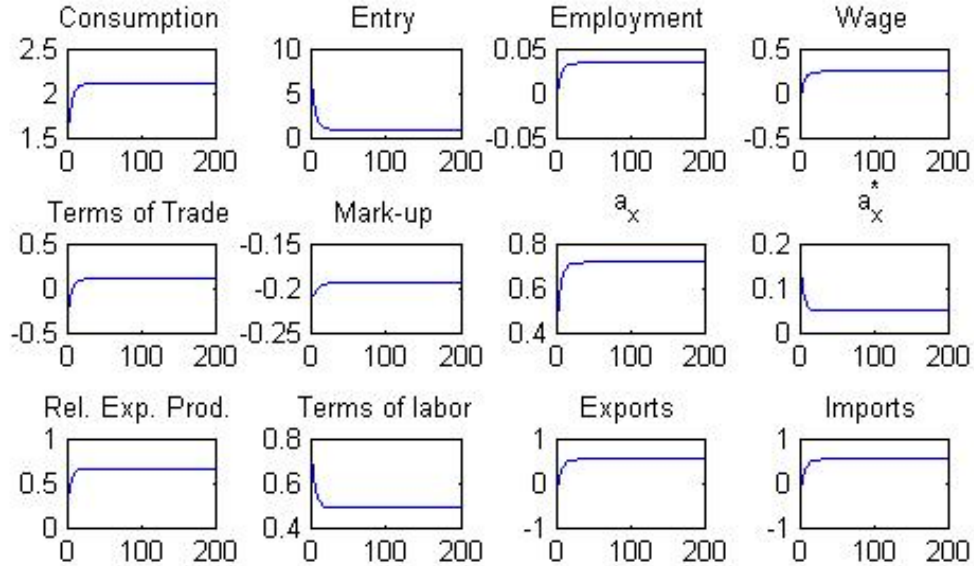 Consumption Entry Employment Wage
2.5 10 0.05 0.5
2 5 0 0
1.5 0 -0.05 -0.5
0 100 200 0 100 200 0 100 200 0 100 200
Terms of Trade Mark-up a_x a*_x
0.5 -0.15 0.8 0.2
0 -0.2 0.6 0.1
-0.5 -0.25 0.4 0
0 100 200 0 100 200 0 100 200 0 100 200
Rel. Exp. Prod. Terms of labor Exports Imports
1 0.8 1 1
0.5 0.6 0 0
0 0.4 -1 -1
0 100 200 0 100 200 0 100 200 0 100 200